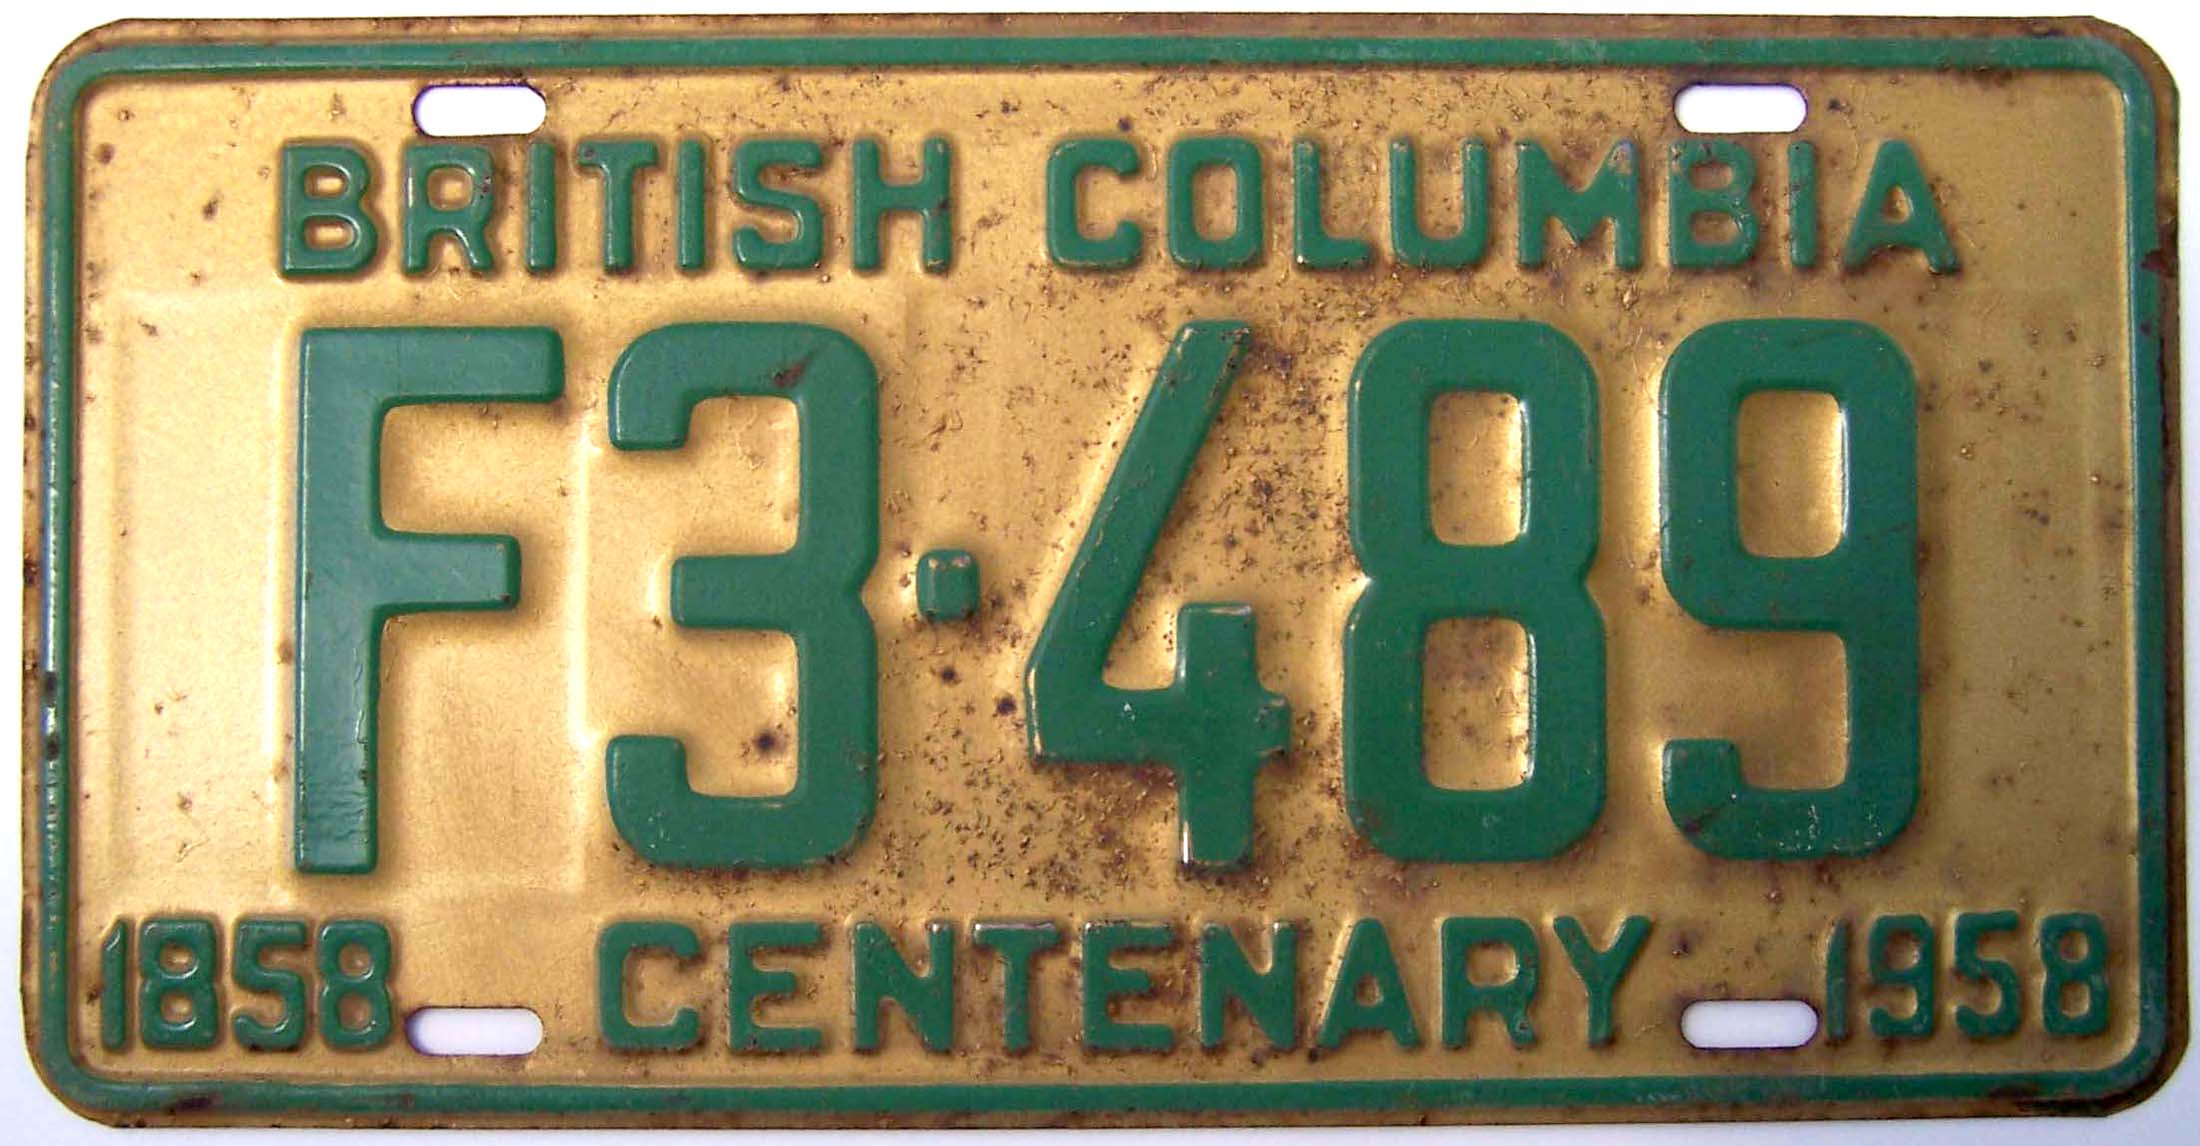 BRITISH COLUMBIA
F3·489
1858 CENTENARY 1958